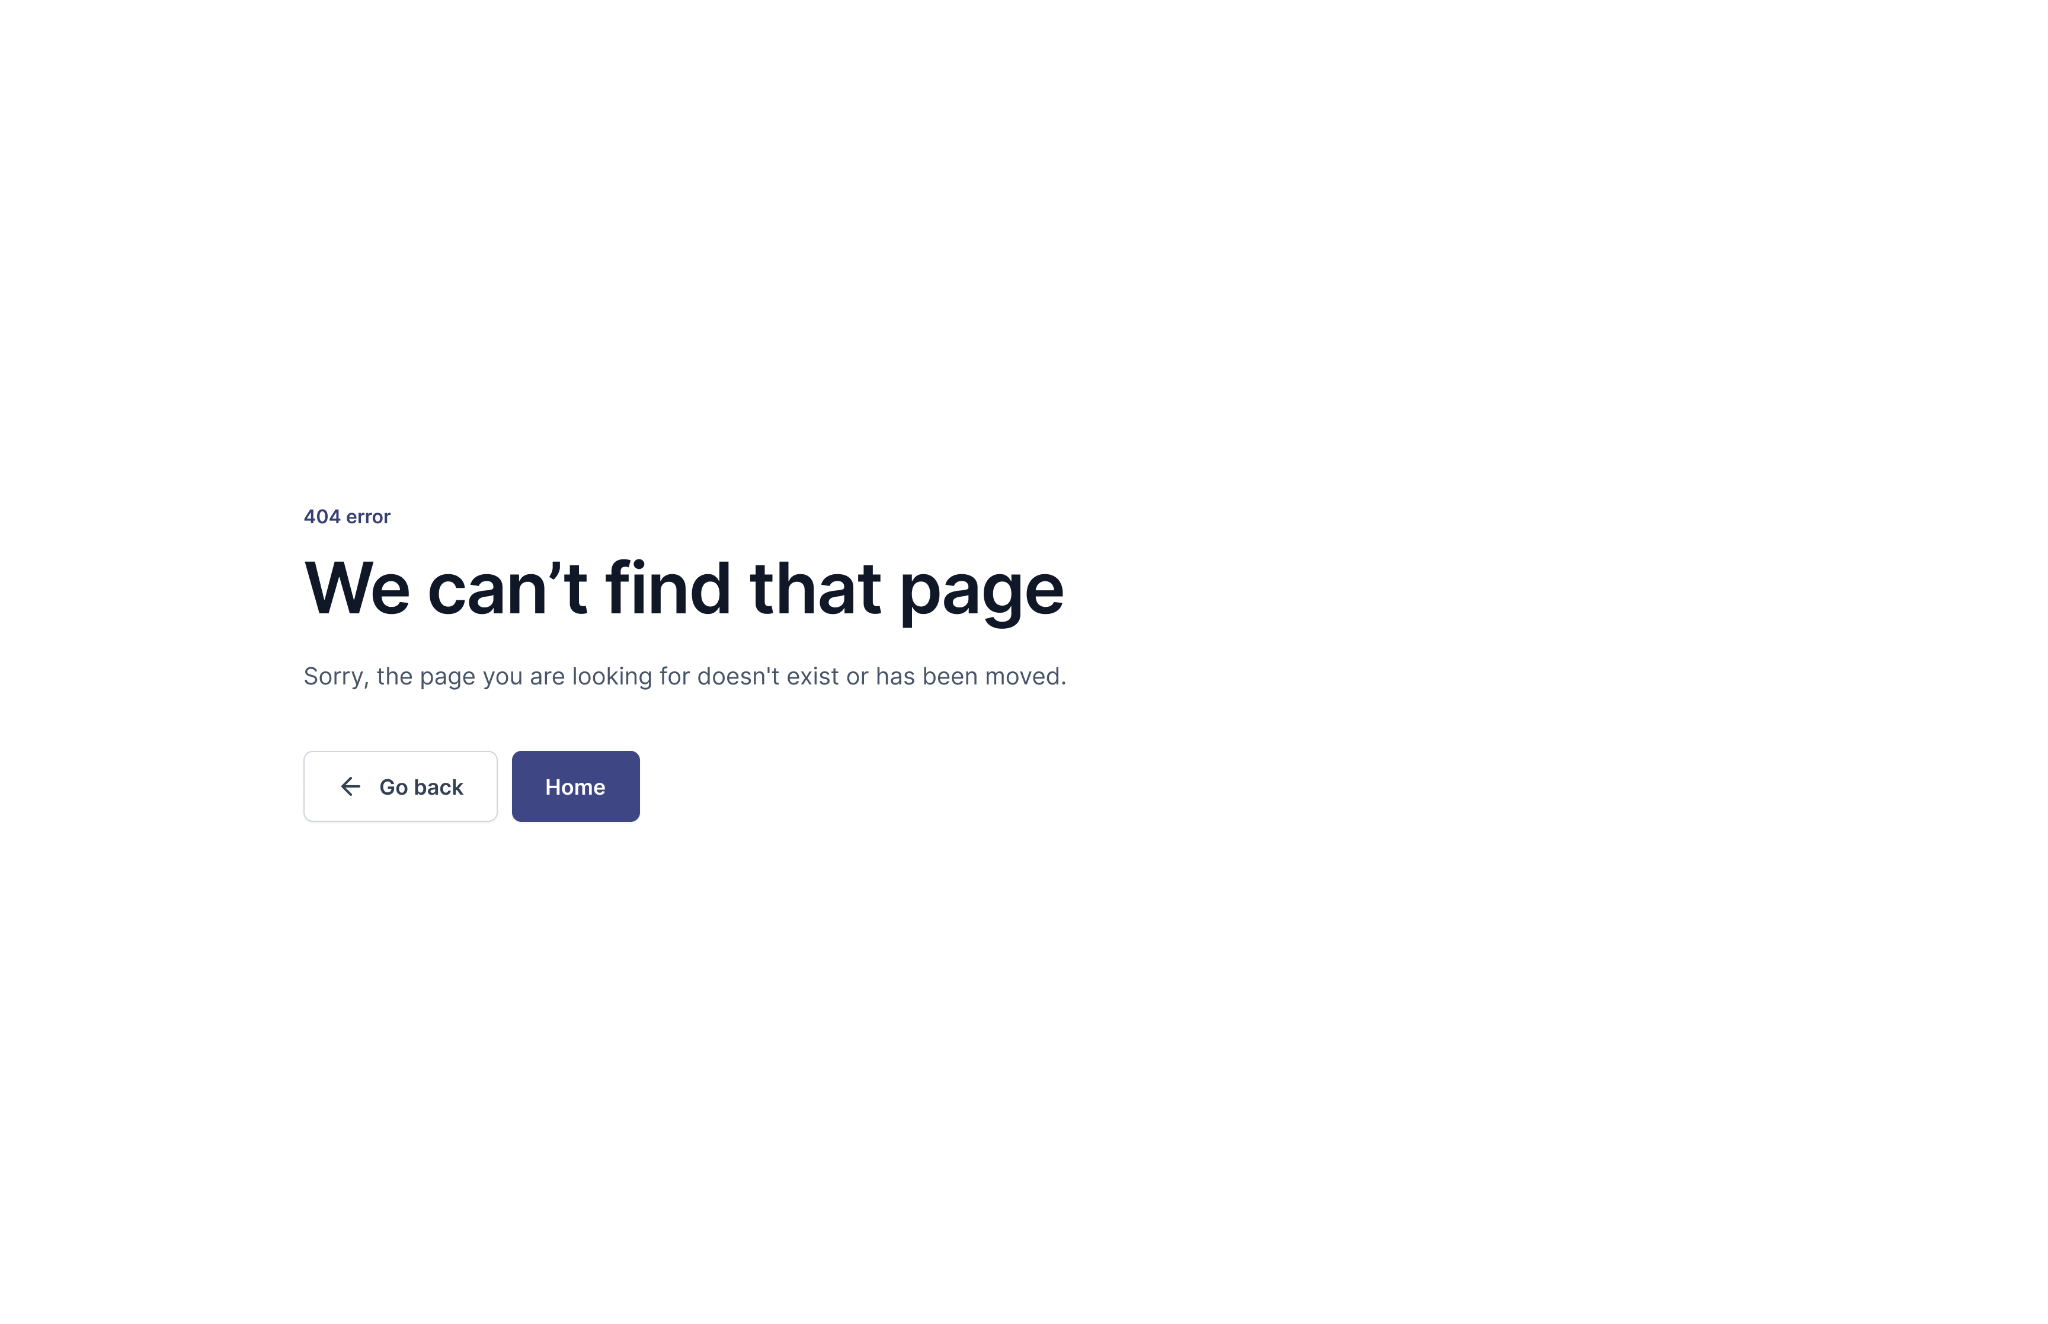 404 error
We can’t find that page
Sorry, the page you are looking for doesn't exist or has been moved.
Go back
Home